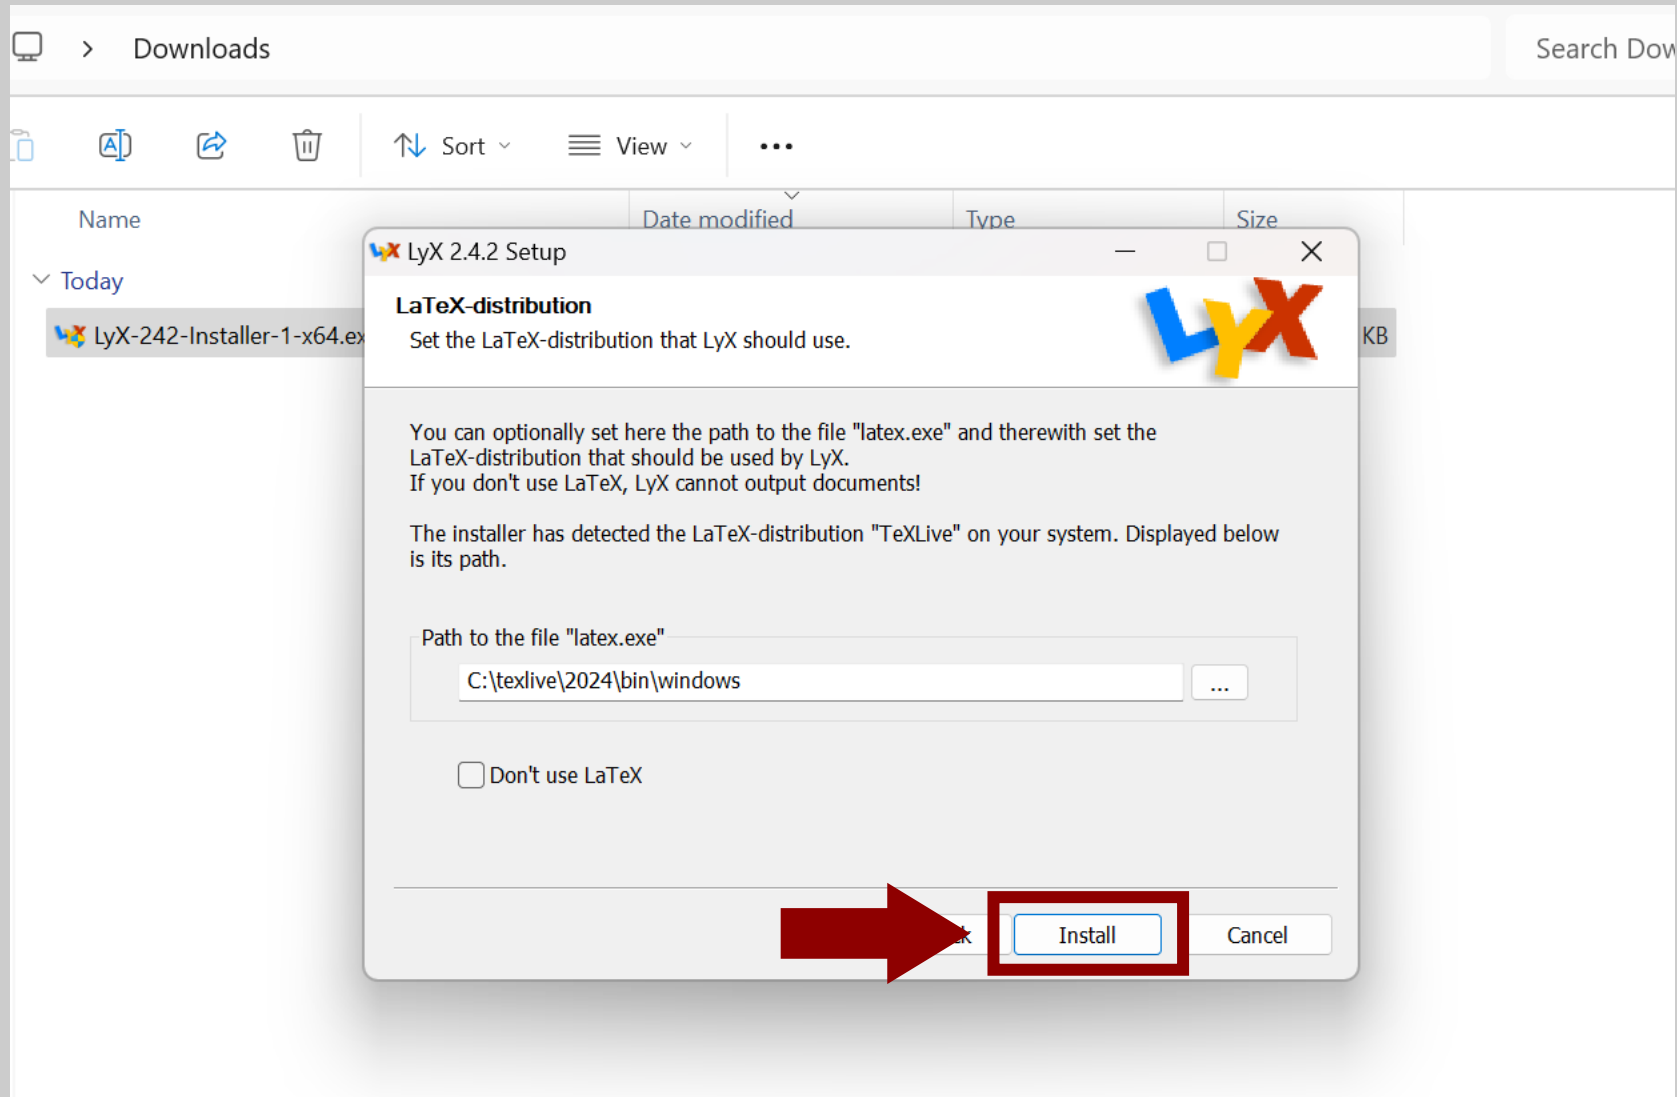 Downloads
Search Dow
Sort
View
Name
Date modified
Type
Size
LyX 2.4.2 Setup
Today
LaTeX-distribution
LyX
LyX-242-Installer-1-x64.ex
Set the LaTeX-distribution that LyX should use.
KB
You can optionally set here the path to the file "latex.exe" and therewith set the
LaTeX-distribution that should be used by LyX.
If you don't use LaTeX, LyX cannot output documents!
The installer has detected the LaTeX-distribution "TeXLive" on your system. Displayed below
is its path.
Path to the file "latex.exe"
C:\texlive\2024\bin\windows
...
Don't use LaTeX
Install
Cancel